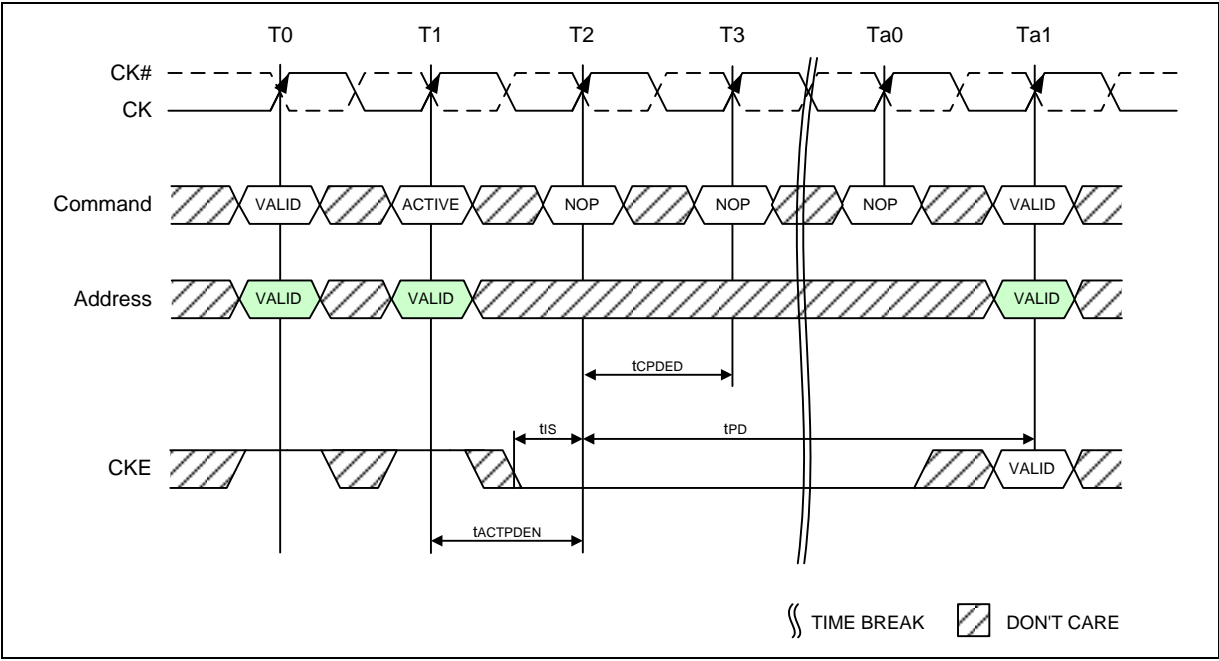 T0 T1 T2 T3 Ta0 Ta1
CK#
CK
Command VALID ACTIVE NOP NOP NOP VALID
Address VALID VALID VALID
tCPDED
tIS tPD
CKE VALID
tACTPDEN
TIME BREAK DON'T CARE